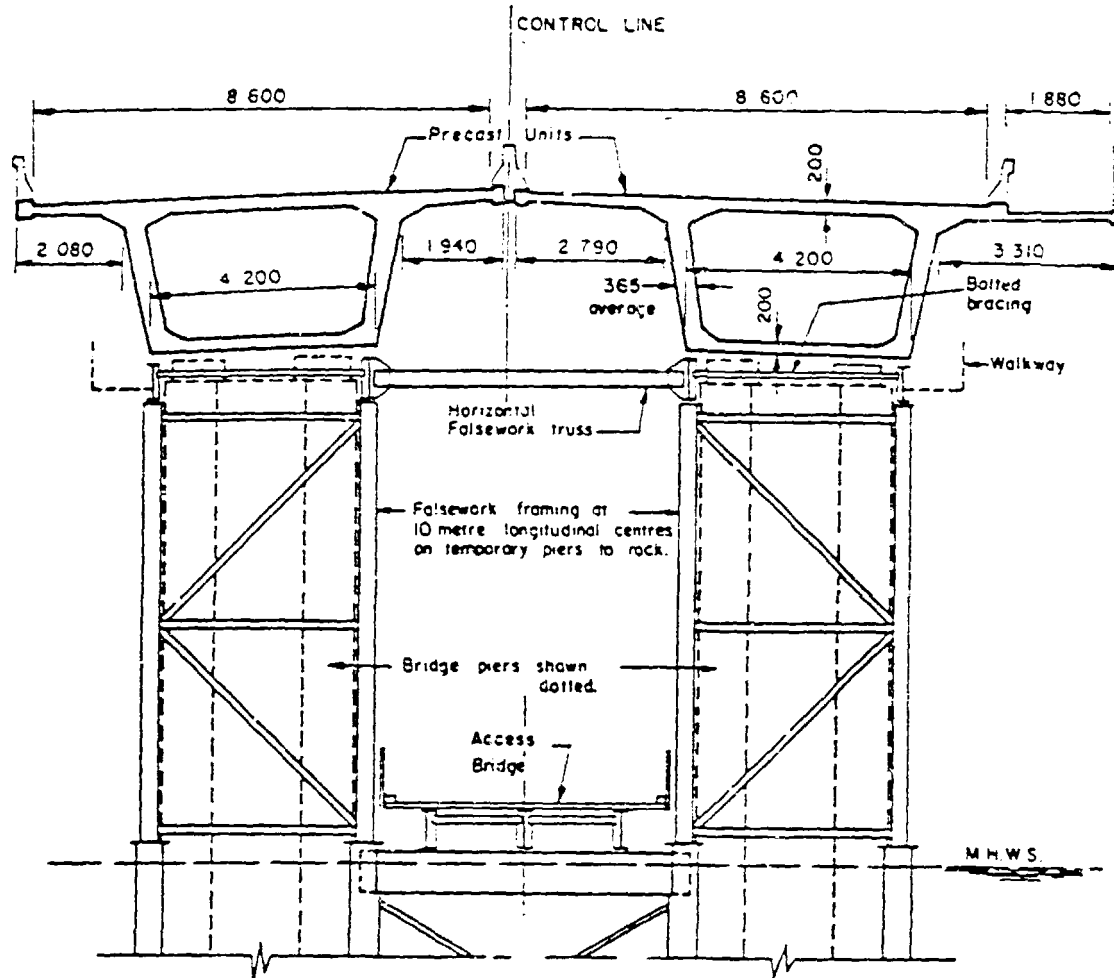 CONTROL LINE
8 600
8 600
1 880
Precast Units
200
2 080
1 940
2 790
3 310
4 200
4 200
365
average
200
Bolted
bracing
Walkway
Horizontal
Falsework truss
Falsework framing at
10 metre longitudinal centres
on temporary piers to rock.
Bridge piers shown
dotted.
Access
Bridge
M.H.W.S.